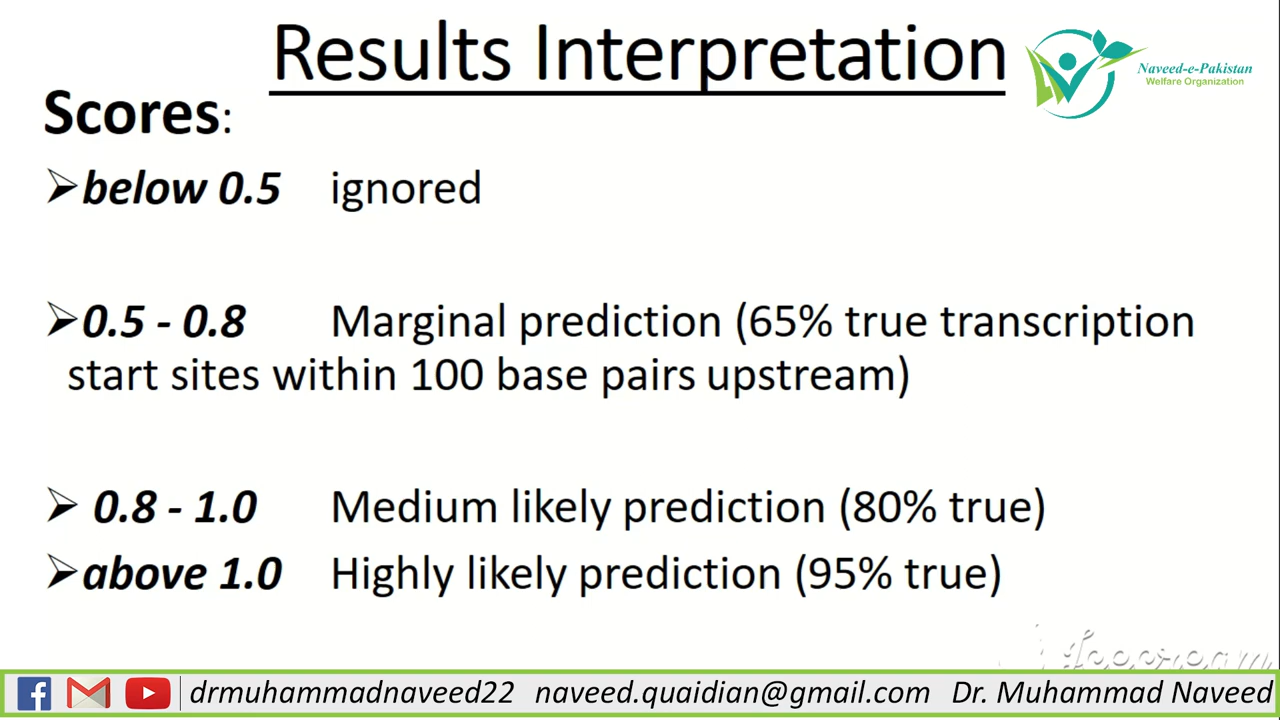 Results Interpretation
Naveed-e-Pakistan
Welfare Organization
Scores:
➢below 0.5 ignored
➢0.5 - 0.8 Marginal prediction (65% true transcription
start sites within 100 base pairs upstream)
➢ 0.8 - 1.0 Medium likely prediction (80% true)
➢above 1.0 Highly likely prediction (95% true)
drmuhammadnaveed22 naveed.quaidian@gmail.com Dr. Muhammad Naveed